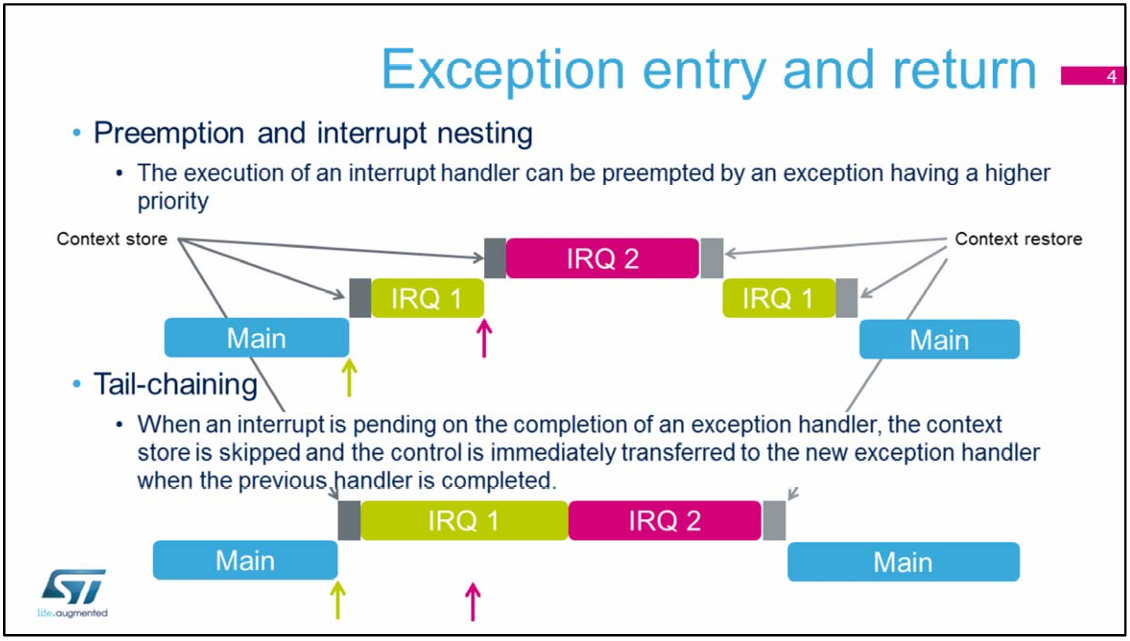 Exception entry and return
4
• Preemption and interrupt nesting
• The execution of an interrupt handler can be preempted by an exception having a higher
priority
Context store
Context restore
IRQ 2
IRQ 1
IRQ 1
Main
Main
• Tail-chaining
• When an interrupt is pending on the completion of an exception handler, the context
store is skipped and the control is immediately transferred to the new exception handler
when the previous handler is completed.
IRQ 1
IRQ 2
Main
Main
ST
life.augmented